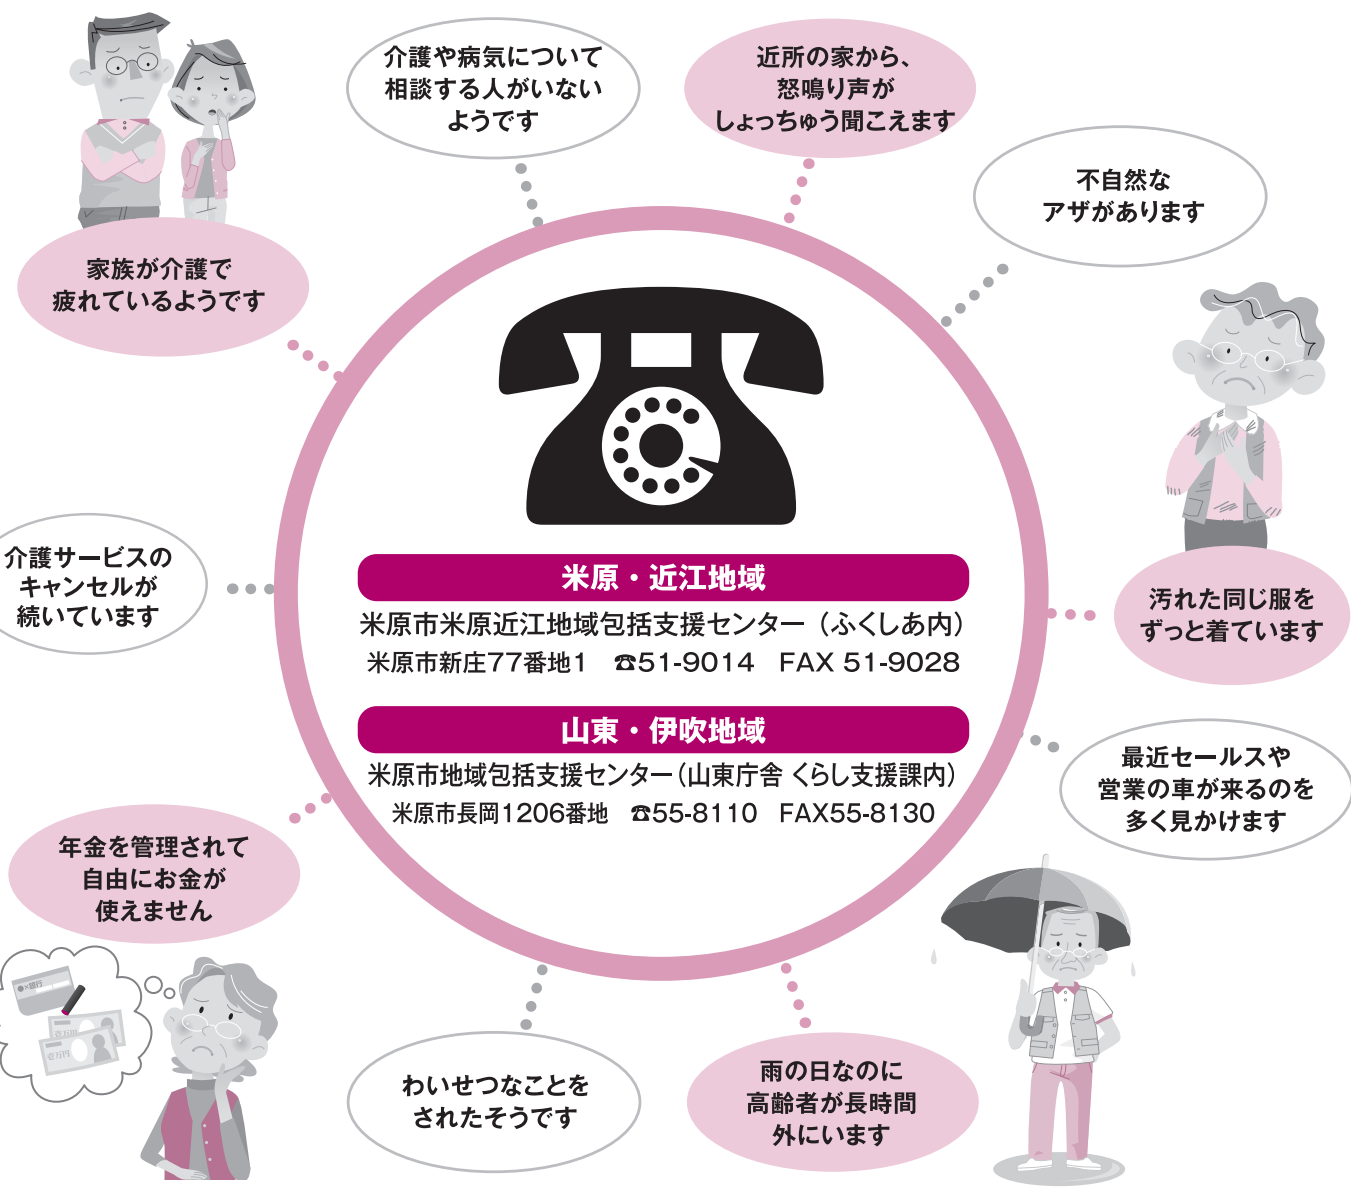 介護や病気について
相談する人がいない
ようです
近所の家から、
怒鳴り声が
しょっちゅう聞こえます
不自然な
アザがあります
家族が介護で
疲れているようです
介護サービスの
キャンセルが
続いています
米原・近江地域
米原市米原近江地域包括支援センター（ふくしあ内）
米原市新庄77番地1　☎51-9014　FAX 51-9028
山東・伊吹地域
米原市地域包括支援センター（山東庁舎 くらし支援課内）
米原市長岡1206番地　☎55-8110　FAX55-8130
汚れた同じ服を
ずっと着ています
最近セールスや
営業の車が来るのを
多く見かけます
年金を管理されて
自由にお金が
使えません
●×銀行
壱万円
壱万円
わいせつなことを
されたそうです
雨の日なのに
高齢者が長時間
外にいます